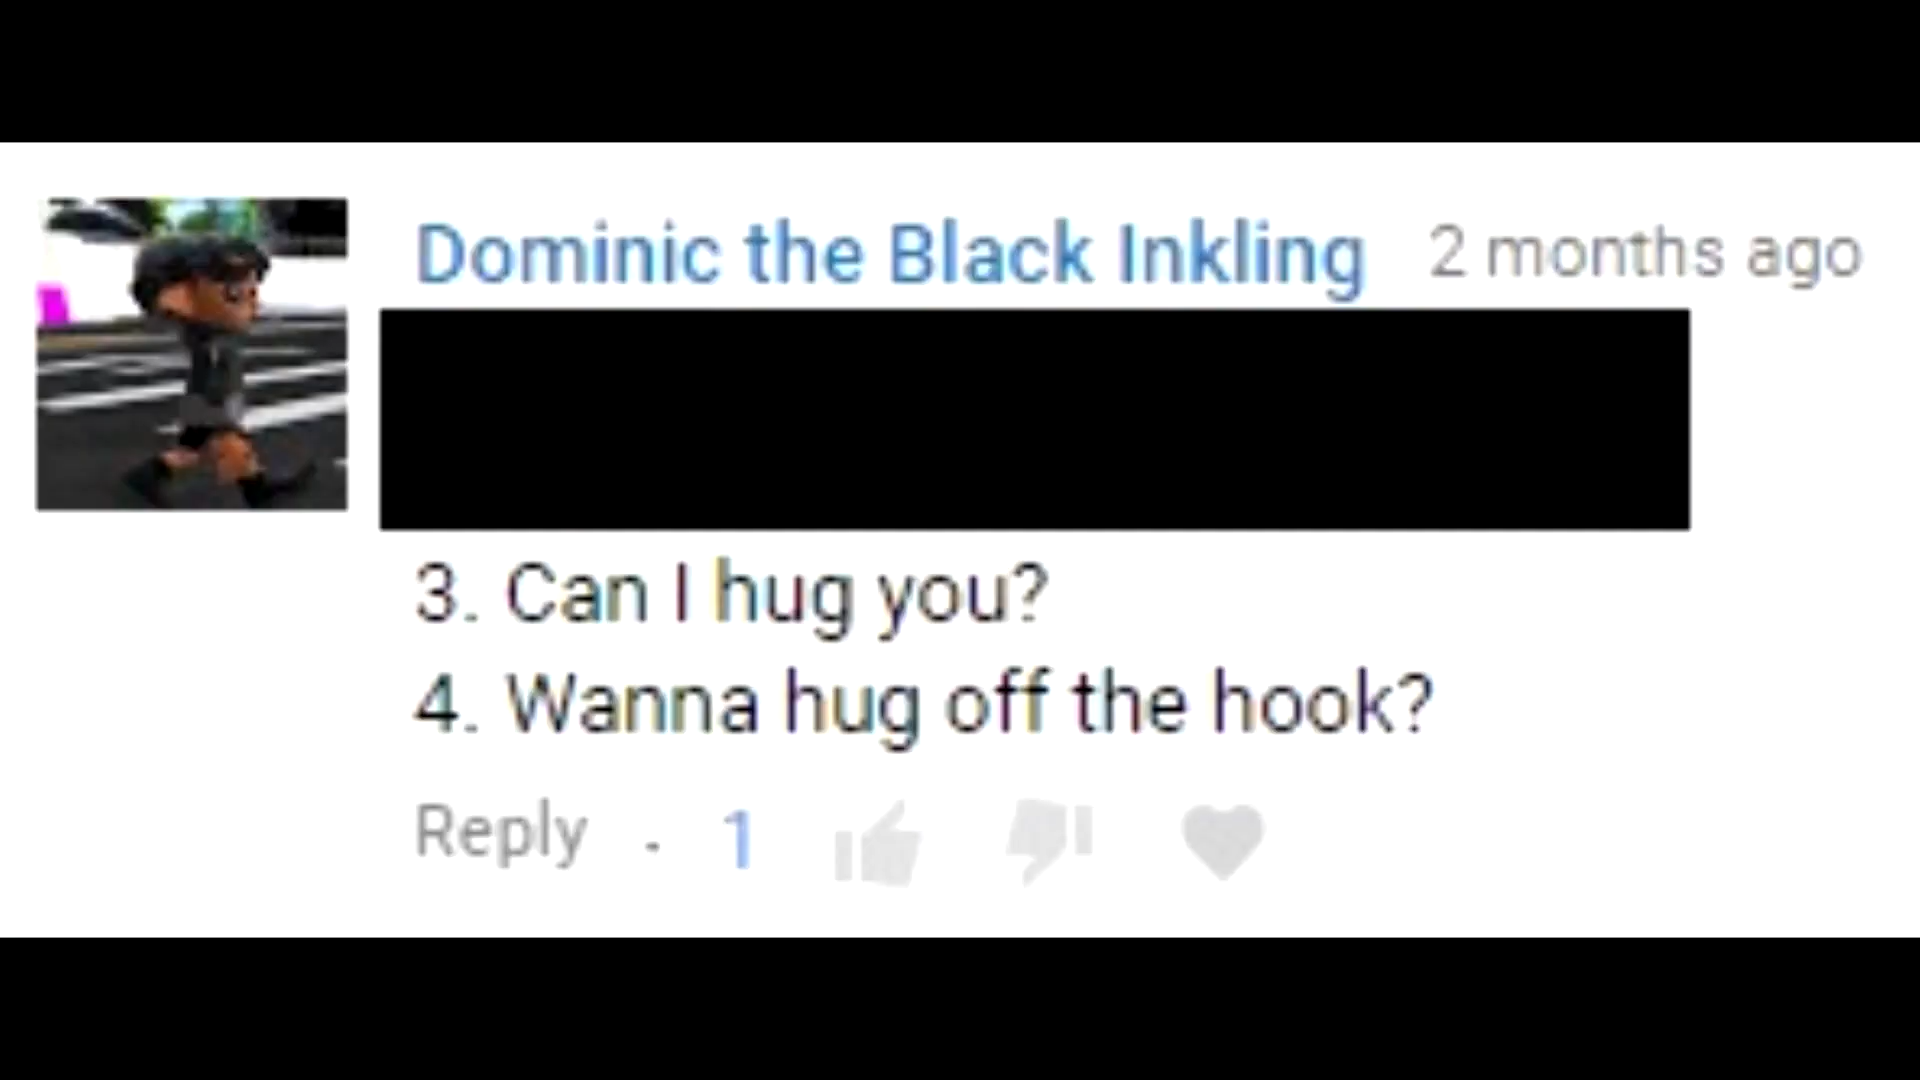 Dominic the Black Inkling 2 months ago
3. Can I hug you?
4. Wanna hug off the hook?
Reply · 1